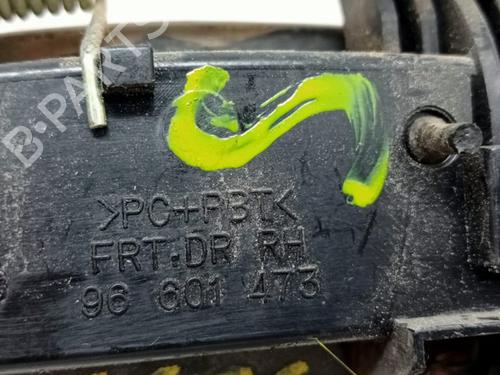 B-PARTS
>PC+PBT<
FRT.DR RH
96 601 473